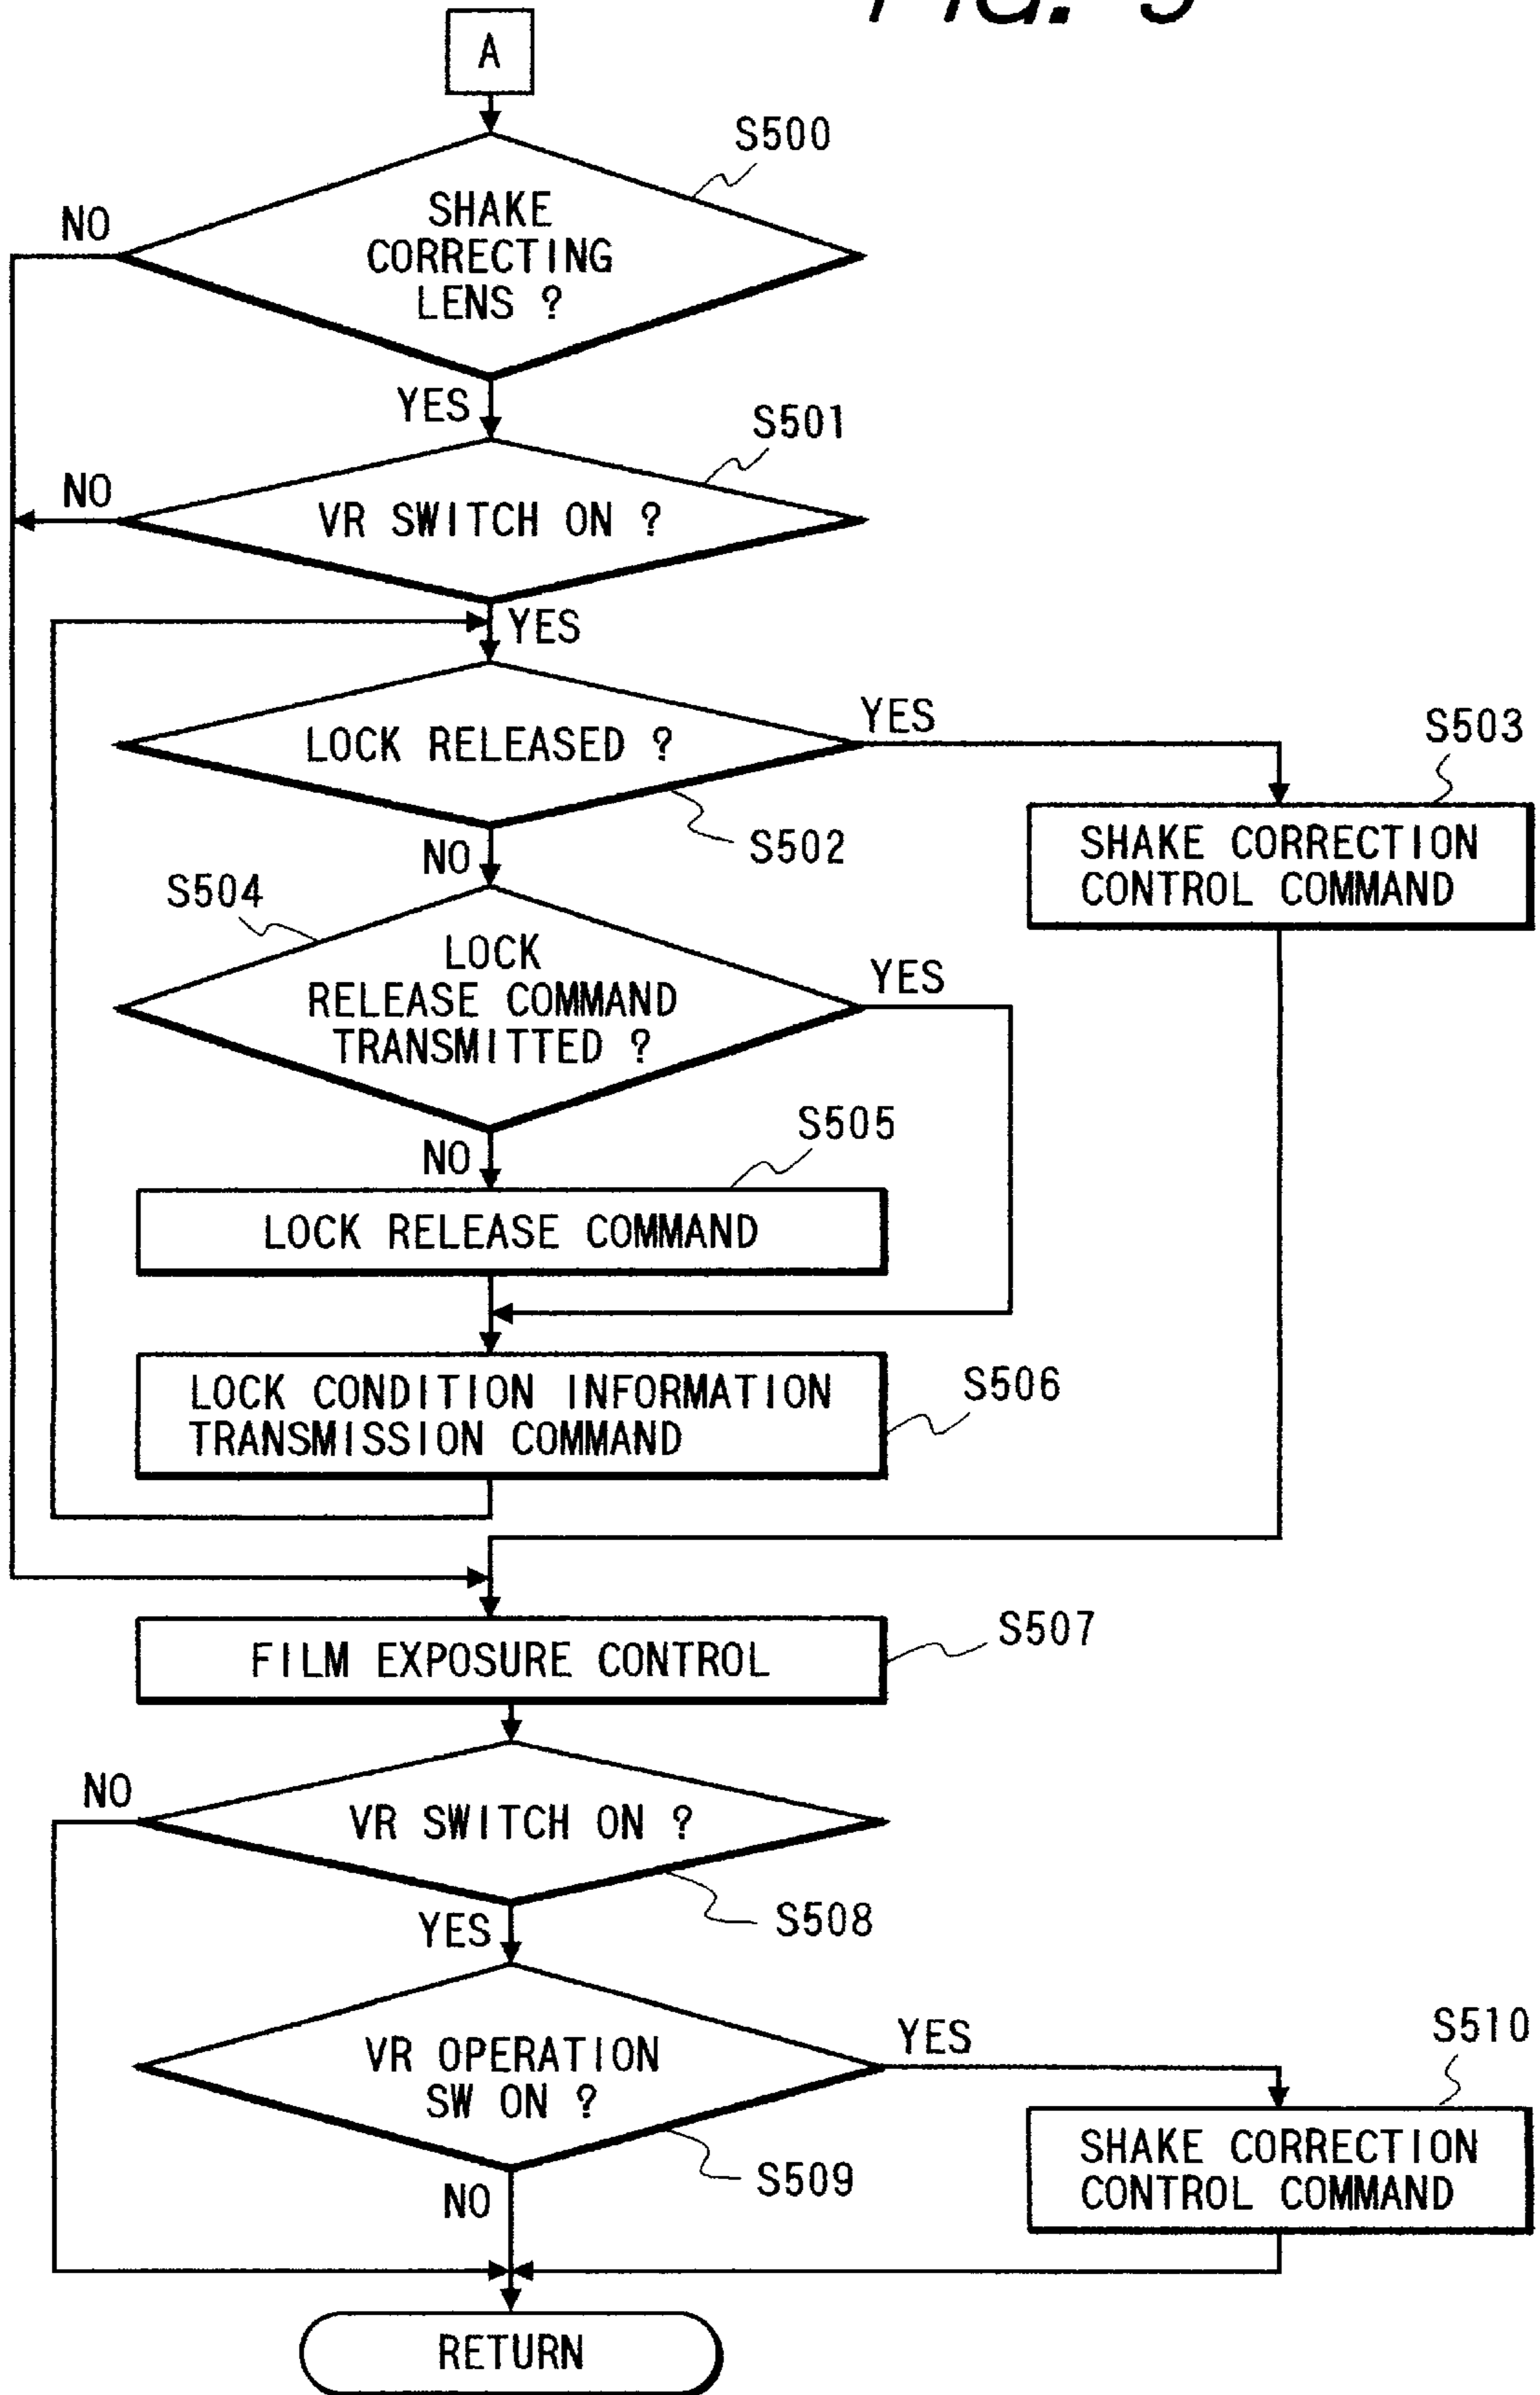 A
S500
SHAKE
CORRECTING
LENS ?
NO
YES
S501
VR SWITCH ON ?
NO
YES
LOCK RELEASED ?
YES
S502
S503
SHAKE CORRECTION
CONTROL COMMAND
NO
S504
LOCK
RELEASE COMMAND
TRANSMITTED ?
YES
NO
S505
LOCK RELEASE COMMAND
LOCK CONDITION INFORMATION
TRANSMISSION COMMAND
S506
FILM EXPOSURE CONTROL
S507
NO
VR SWITCH ON ?
S508
YES
VR OPERATION
SW ON ?
YES
S509
S510
SHAKE CORRECTION
CONTROL COMMAND
NO
RETURN